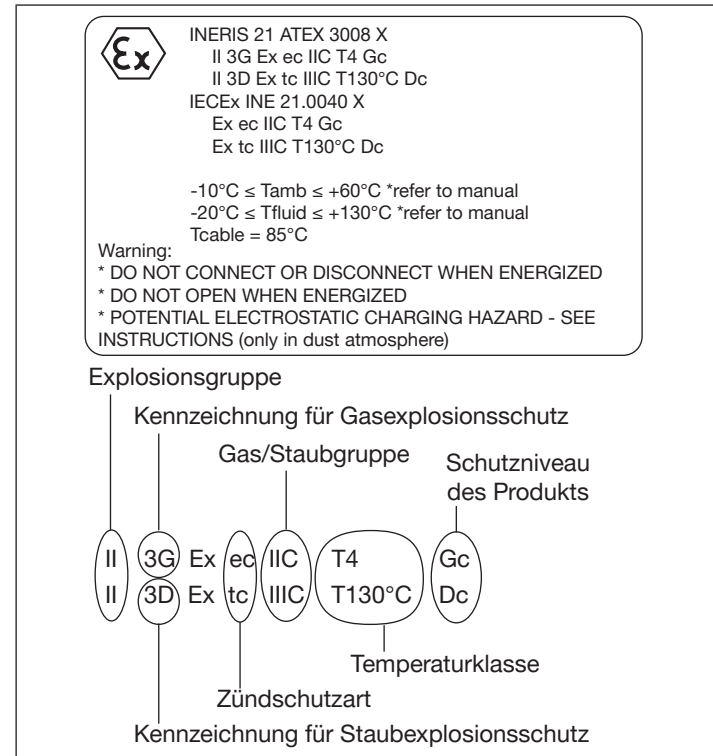 Ex
INERIS 21 ATEX 3008 X
II 3G Ex ec IIC T4 Gc
II 3D Ex tc IIIC T130°C Dc
IECEx INE 21.0040 X
Ex ec IIC T4 Gc
Ex tc IIIC T130°C Dc
-10°C ≤ Tamb ≤ +60°C *refer to manual
-20°C ≤ Tfluid ≤ +130°C *refer to manual
Tcable = 85°C
Warning:
* DO NOT CONNECT OR DISCONNECT WHEN ENERGIZED
* DO NOT OPEN WHEN ENERGIZED
* POTENTIAL ELECTROSTATIC CHARGING HAZARD - SEE
INSTRUCTIONS (only in dust atmosphere)
Explosionsgruppe
Kennzeichnung für Gasexplosionsschutz
Gas/Staubgruppe
Schutzniveau
des Produkts
II 3G Ex ec IIC T4 Gc
II 3D Ex tc IIIC T130°C Dc
Temperaturklasse
Zündschutzart
Kennzeichnung für Staubexplosionsschutz